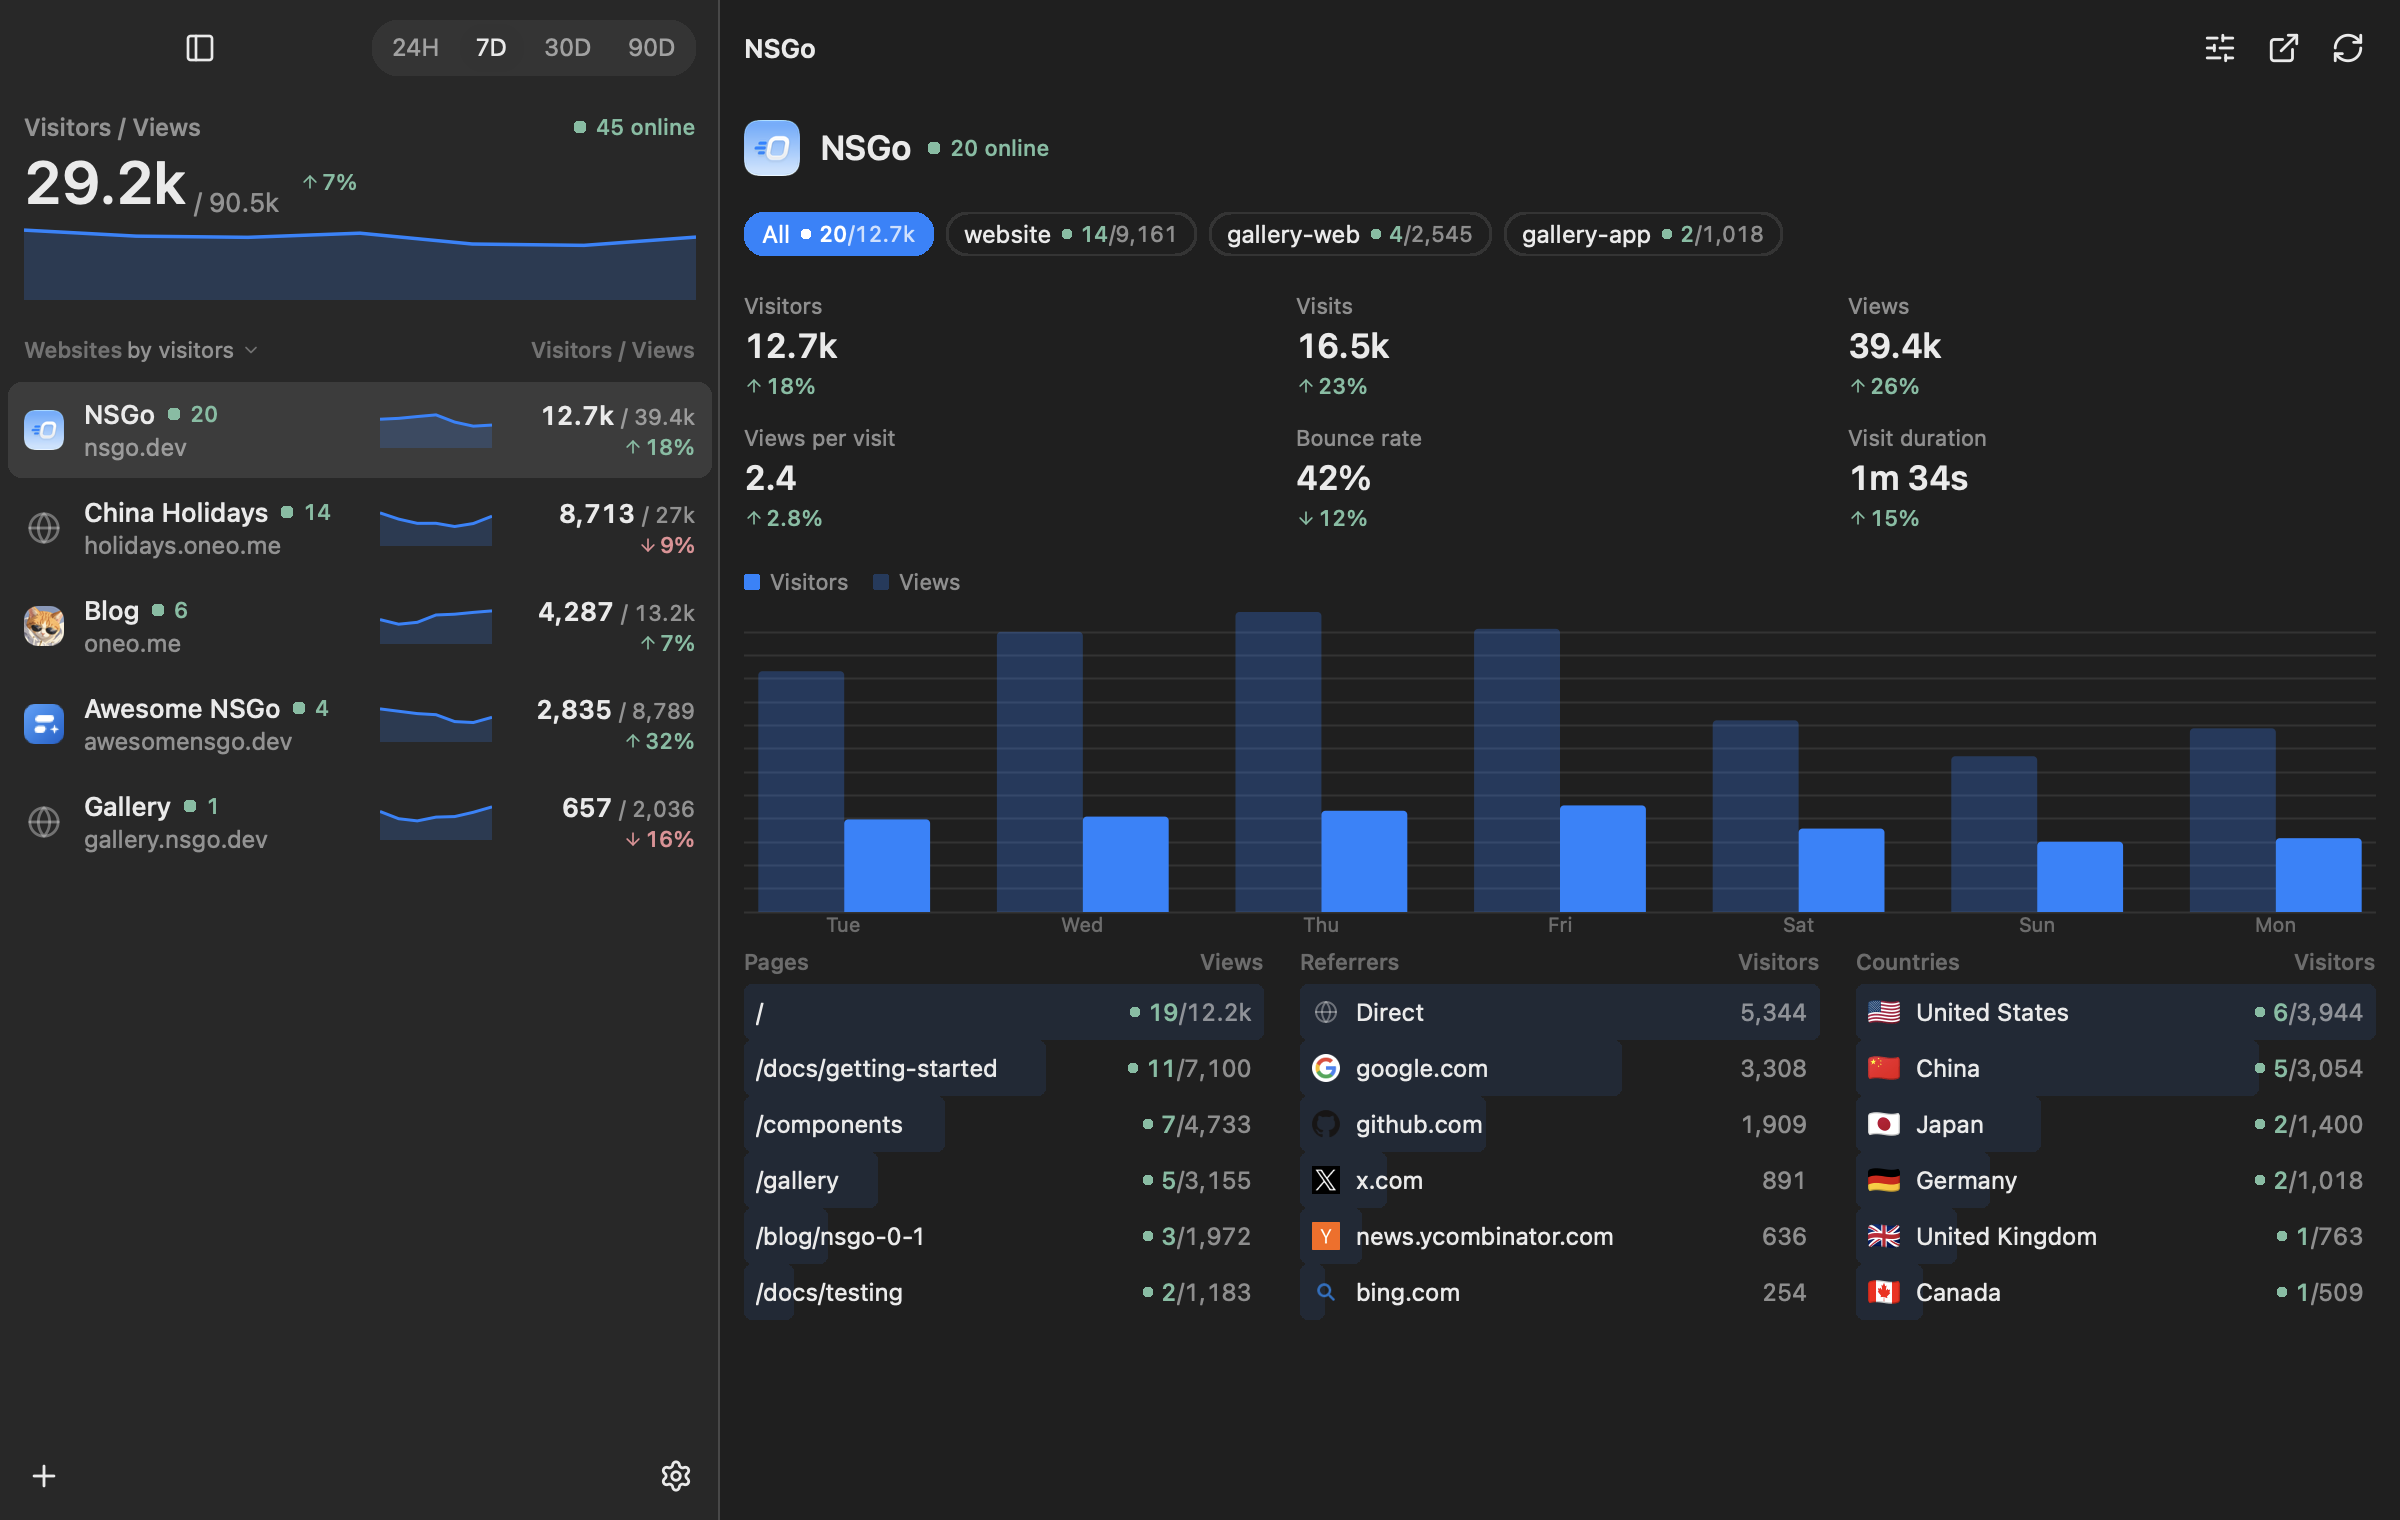 24H 7D 30D 90D
Visitors / Views 45 online
29.2k / 90.5k ↑ 7%
Websites by visitors Visitors / Views
NSGo 20 12.7k / 39.4k
nsgo.dev ↑ 18%
China Holidays 14 8,713 / 27k
holidays.oneo.me ↓ 9%
Blog 6 4,287 / 13.2k
oneo.me ↑ 7%
Awesome NSGo 4 2,835 / 8,789
awesomensgo.dev ↑ 32%
Gallery 1 657 / 2,036
gallery.nsgo.dev ↓ 16%
NSGo
NSGo 20 online
All 20/12.7k website 14/9,161 gallery-web 4/2,545 gallery-app 2/1,018
Visitors Visits Views
12.7k 16.5k 39.4k
↑ 18% ↑ 23% ↑ 26%
Views per visit Bounce rate Visit duration
2.4 42% 1m 34s
↑ 2.8% ↓ 12% ↑ 15%
Visitors Views
Tue Wed Thu Fri Sat Sun Mon
Pages Views
/ 19/12.2k
/docs/getting-started 11/7,100
/components 7/4,733
/gallery 5/3,155
/blog/nsgo-0-1 3/1,972
/docs/testing 2/1,183
Referrers Visitors
Direct 5,344
google.com 3,308
github.com 1,909
x.com 891
news.ycombinator.com 636
bing.com 254
Countries Visitors
United States 6/3,944
China 5/3,054
Japan 2/1,400
Germany 2/1,018
United Kingdom 1/763
Canada 1/509